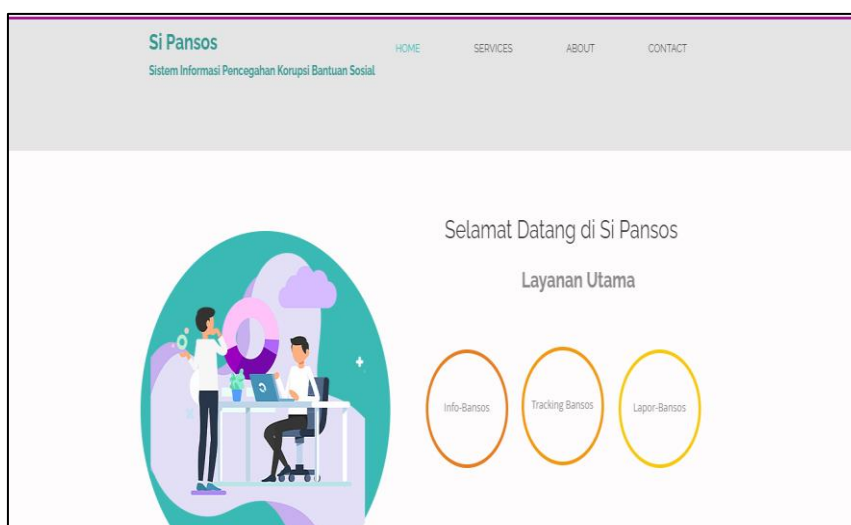 Si Pansos
Sistem Informasi Pencegahan Korupsi Bantuan Sosial
HOME SERVICES ABOUT CONTACT
Selamat Datang di Si Pansos
Layanan Utama
Info-Bansos Tracking Bansos Lapor-Bansos